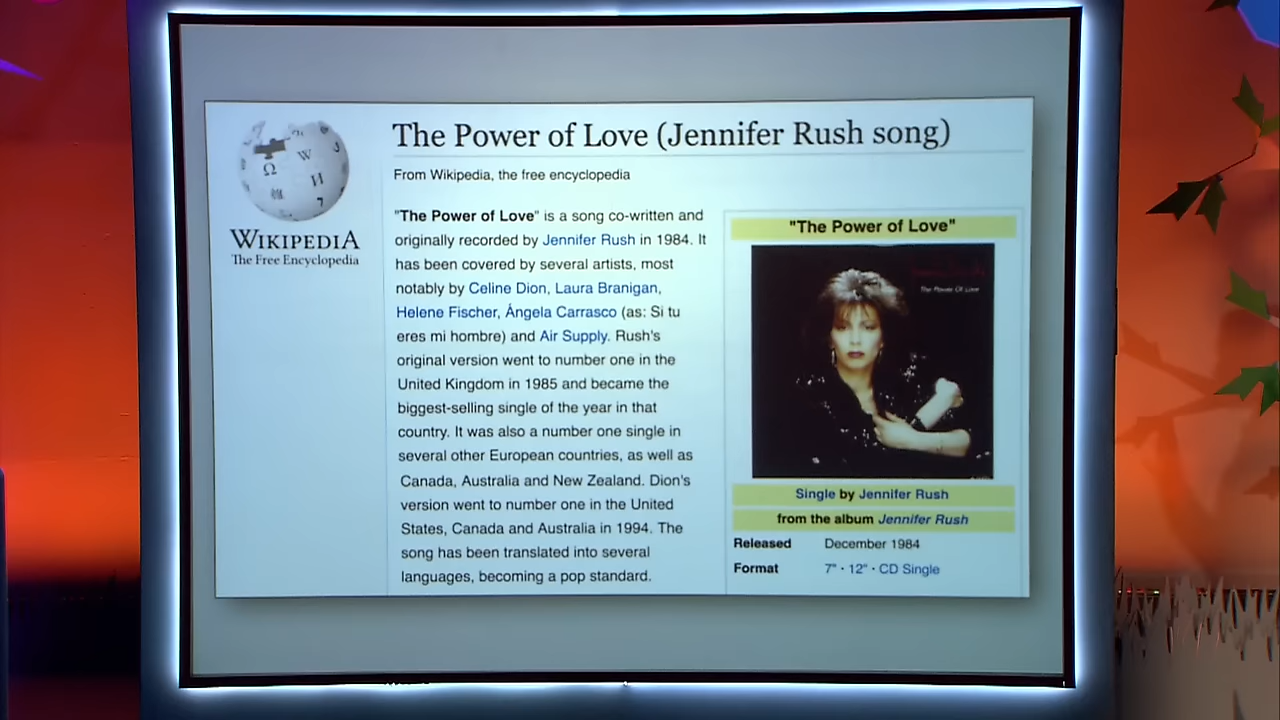 The Power of Love (Jennifer Rush song)
From Wikipedia, the free encyclopedia
WIKIPEDIA
The Free Encyclopedia
"The Power of Love" is a song co-written and
originally recorded by Jennifer Rush in 1984. It
has been covered by several artists, most
notably by Celine Dion, Laura Branigan,
Helene Fischer, Ángela Carrasco (as: Si tu
eres mi hombre) and Air Supply. Rush's
original version went to number one in the
United Kingdom in 1985 and became the
biggest-selling single of the year in that
country. It was also a number one single in
several other European countries, as well as
Canada, Australia and New Zealand. Dion's
version went to number one in the United
States, Canada and Australia in 1994. The
song has been translated into several
languages, becoming a pop standard.
"The Power of Love"
The Power Of Love
Single by Jennifer Rush
from the album Jennifer Rush
Released December 1984
Format 7" · 12" · CD Single